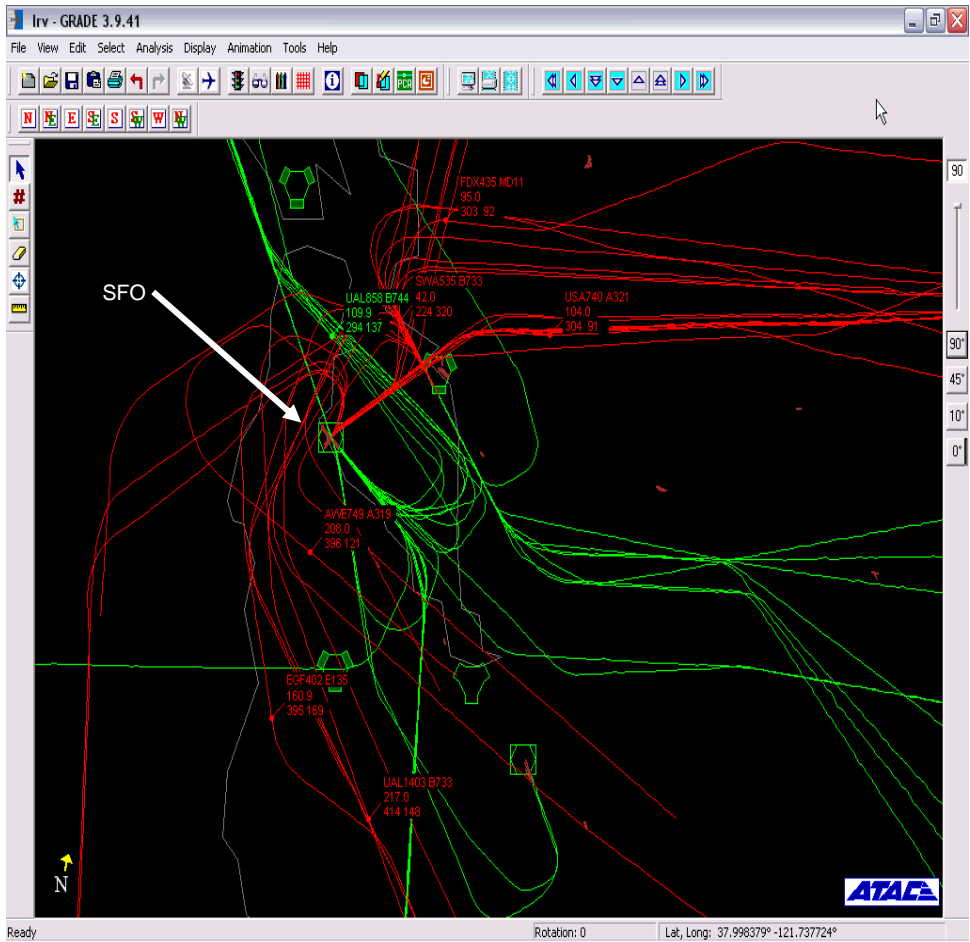 lrv - GRADE 3.9.41
File View Edit Select Analysis Display Animation Tools Help
PDR
N NE E SE S SW W NW
90
FDX435 MD11
95.0
303 92
SFO
UAL858 B744
109.9
294 137
SWA535 B733
42.0
224 320
USA740 A321
104.0
304 91
90°
45°
10°
0°
AWE749 A319
208.0
396 121
EGF402 E135
160.9
395 169
UAL1403 B733
217.0
414 148
N
ATAC
Ready
Rotation: 0
Lat, Long: 37.998379° -121.737724°